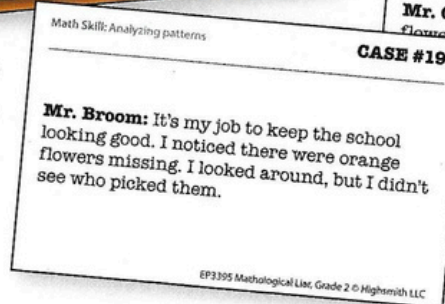 Mr.
Math Skill: Analyzing patterns
CASE #19
Mr. Broom: It's my job to keep the school
looking good. I noticed there were orange
flowers missing. I looked around, but I didn't
see who picked them.
EP3395 Mathological Liar, Grade 2 © Highsmith LLC